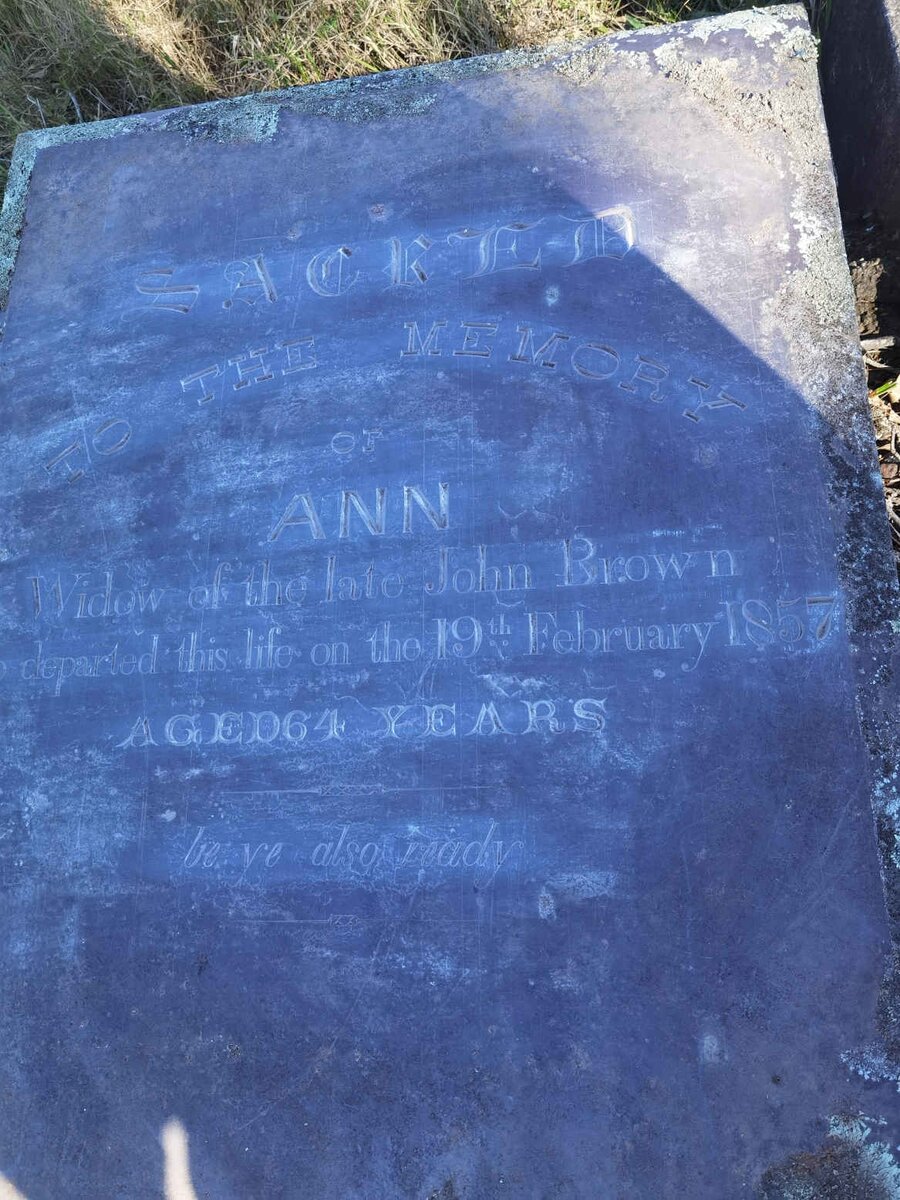 SACRED
TO THE MEMORY
OF
ANN
Widow of the late John Brown
departed this life on the 19th February 1857
AGED 64 YEARS
be ye also ready